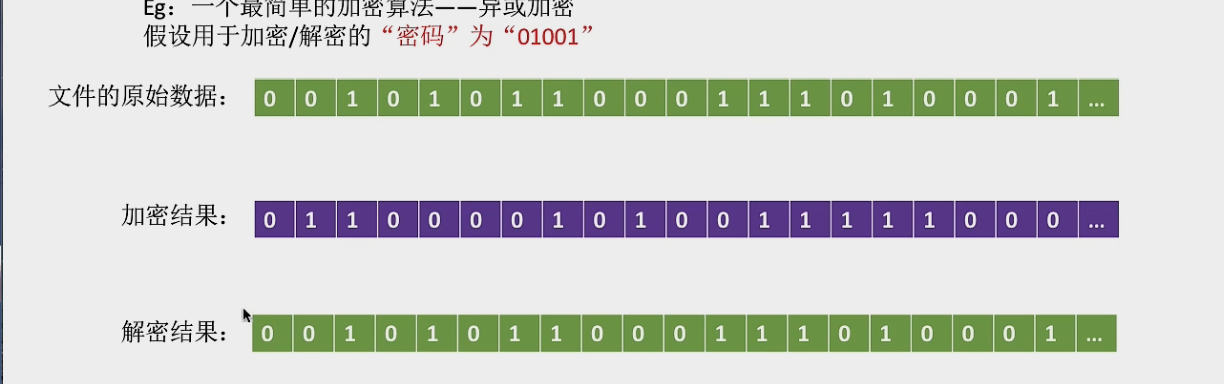 Eg：一个最简单的加密算法——异或加密
假设用于加密/解密的“密码”为“01001”
文件的原始数据： 0 0 1 0 1 0 1 1 0 0 0 1 1 1 0 1 0 0 0 1 ...
加密结果： 0 1 1 0 0 0 0 1 0 1 0 0 1 1 1 1 1 0 0 0 ...
解密结果： 0 0 1 0 1 0 1 1 0 0 0 1 1 1 0 1 0 0 0 1 ...